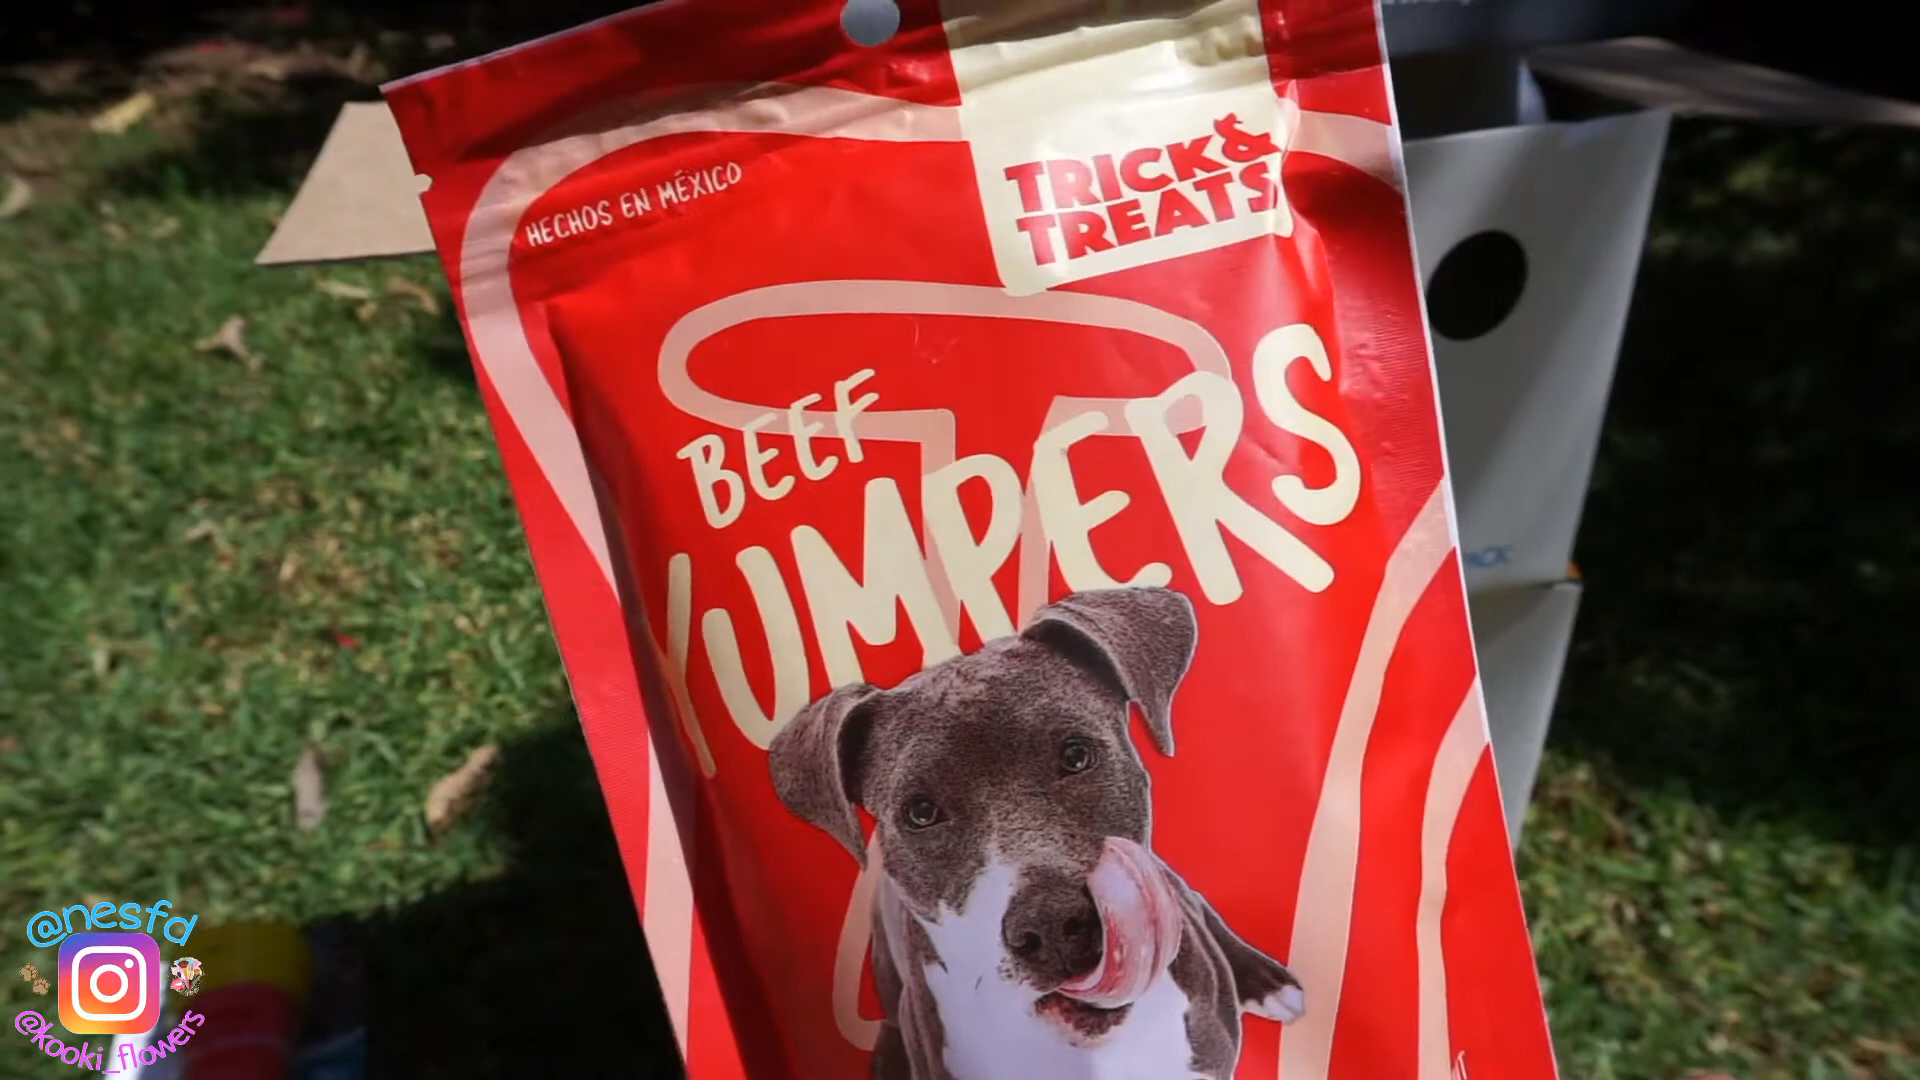 HECHOS EN MÉXICO
TRICK&
TREATS
BEEF
YUMPERS
@nesfd
@kooki_flowers